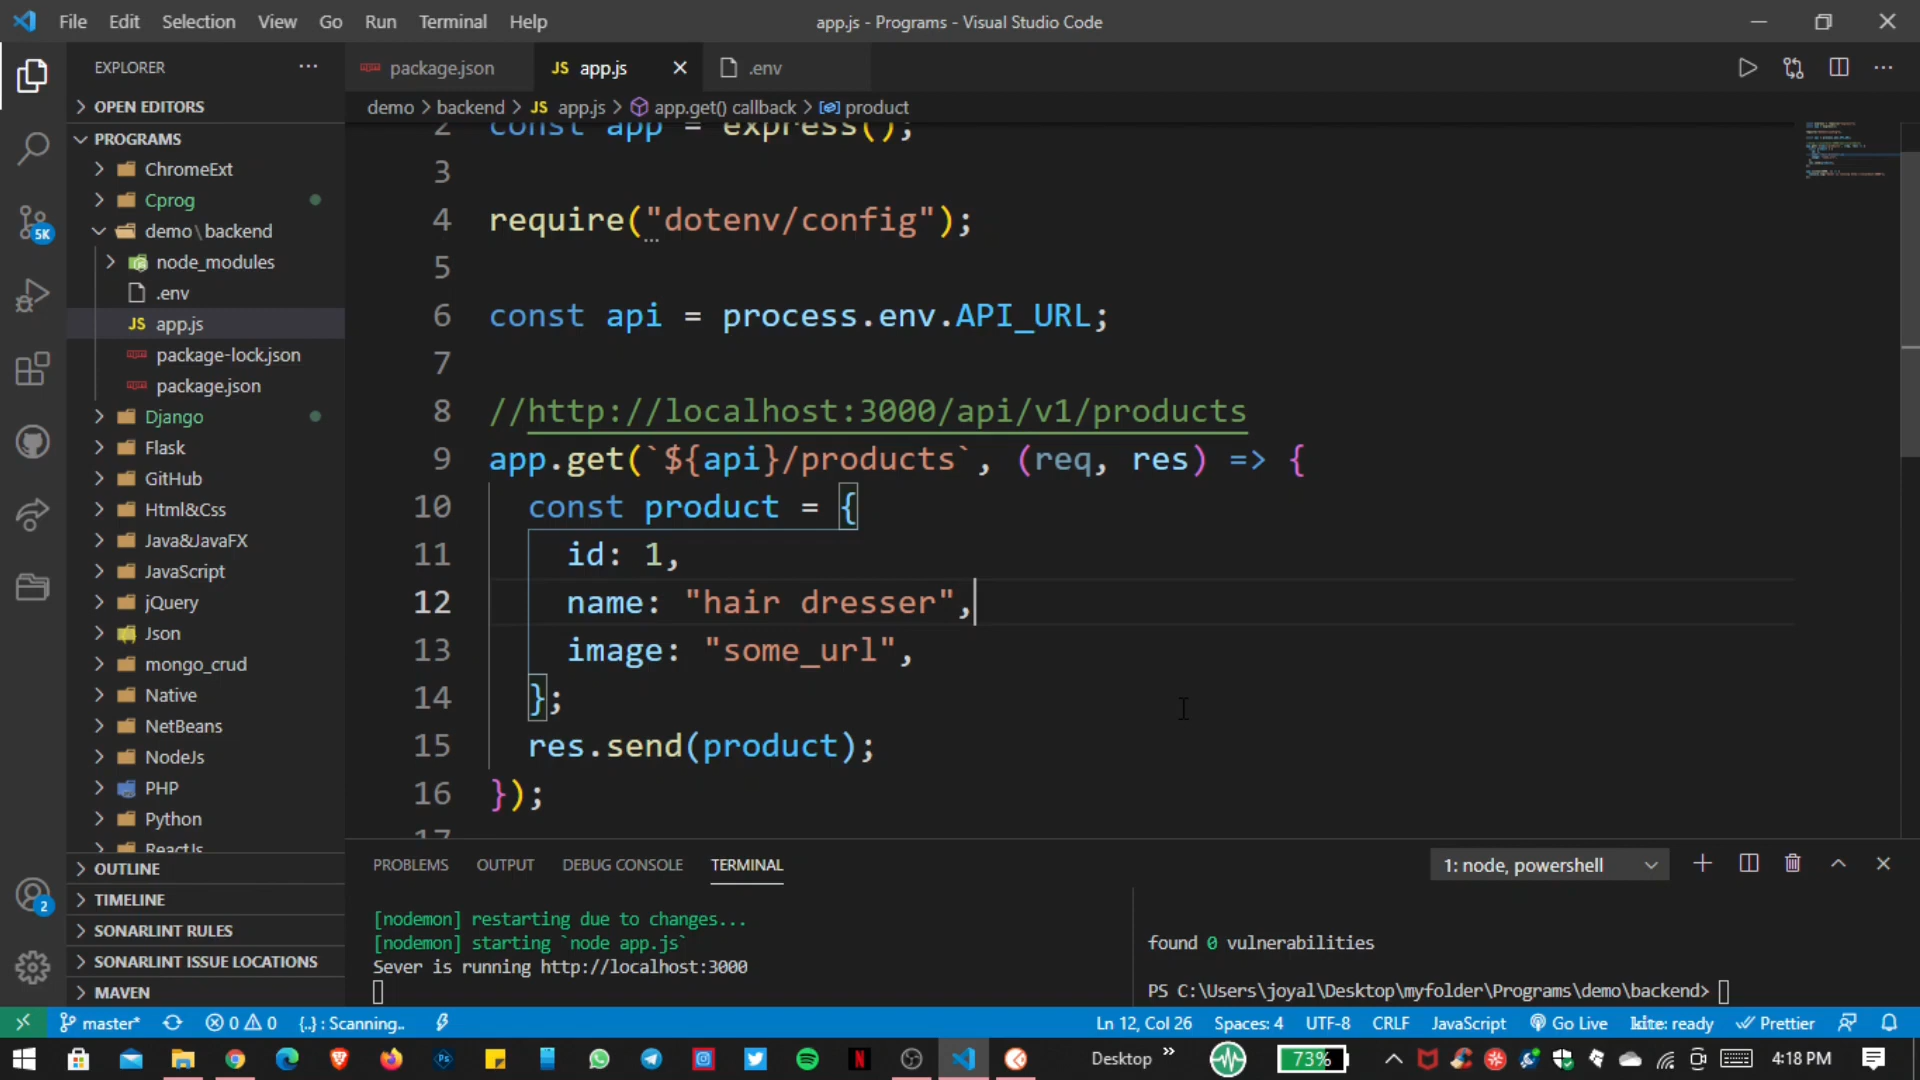 File Edit Selection View Go Run Terminal Help
app.js - Programs - Visual Studio Code
EXPLORER
OPEN EDITORS
PROGRAMS
ChromeExt
Cprog
demo\backend
node_modules
.env
JS app.js
package-lock.json
package.json
Django
Flask
GitHub
Html&Css
Java&JavaFX
JavaScript
jQuery
Json
mongo_crud
Native
NetBeans
NodeJs
PHP
Python
ReactJs
OUTLINE
TIMELINE
SONARLINT RULES
SONARLINT ISSUE LOCATIONS
MAVEN
5K
2
package.json
JS app.js
.env
demo > backend > JS app.js > app.get() callback > product
2 const app = express();
3
4 require("dotenv/config");
5
6 const api = process.env.API_URL;
7
8 //http://localhost:3000/api/v1/products
9 app.get(`${api}/products`, (req, res) => {
10 const product = {
11 id: 1,
12 name: "hair dresser",
13 image: "some_url",
14 };
15 res.send(product);
16 });
17
PROBLEMS OUTPUT DEBUG CONSOLE TERMINAL
1: node, powershell
[nodemon] restarting due to changes...
[nodemon] starting `node app.js`
Sever is running http://localhost:3000
found 0 vulnerabilities
PS C:\Users\joyal\Desktop\myfolder\Programs\demo\backend>
master* 0 0 {..} : Scanning..
Ln 12, Col 26 Spaces: 4 UTF-8 CRLF JavaScript Go Live kite: ready Prettier
Desktop 73% 4:18 PM